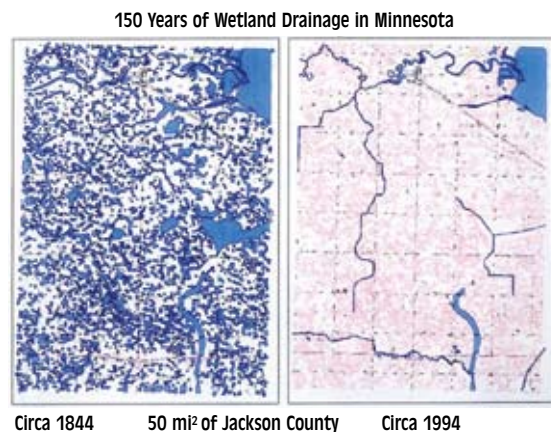 150 Years of Wetland Drainage in Minnesota
Circa 1844 50 mi² of Jackson County Circa 1994